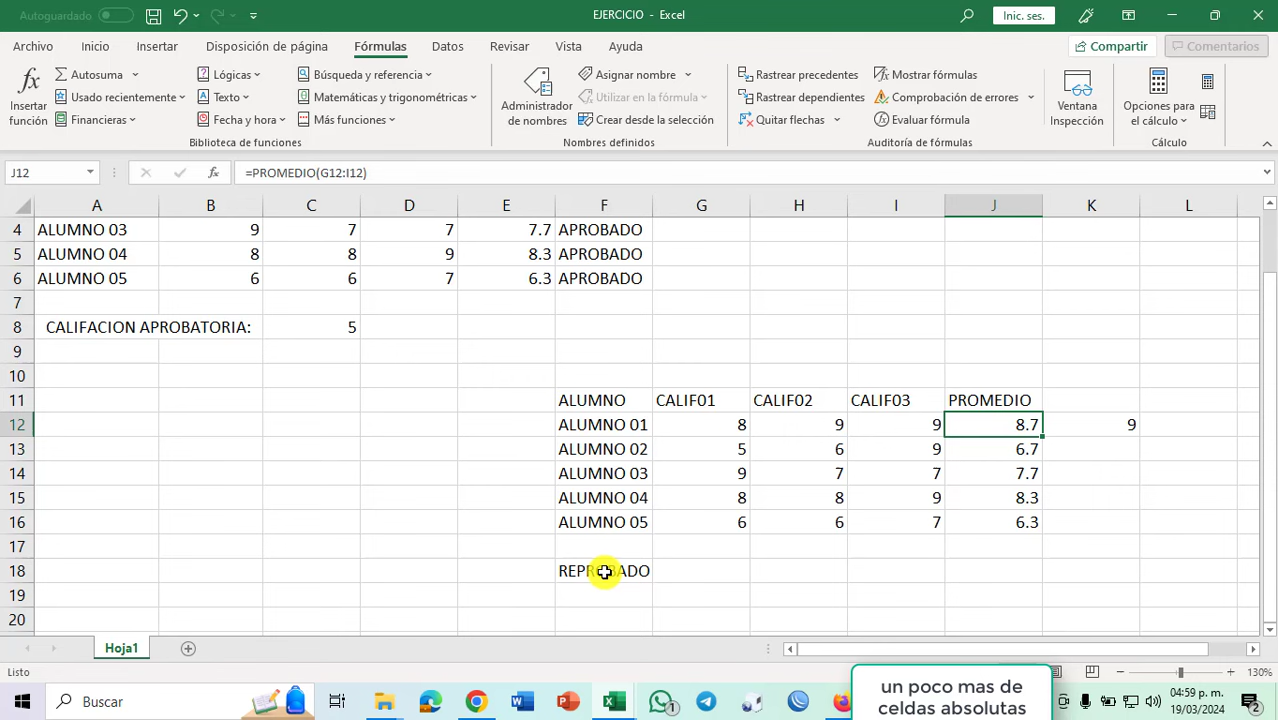 Autoguardado
EJERCICIO - Excel
Inic. ses.
Archivo Inicio Insertar Disposición de página Fórmulas Datos Revisar Vista Ayuda
Compartir Comentarios
fx Autosuma Lógicas Búsqueda y referencia Asignar nombre Rastrear precedentes Mostrar fórmulas
Insertar función Usado recientemente Texto Matemáticas y trigonométricas Administrador de nombres Utilizar en la fórmula Rastrear dependientes Comprobación de errores Ventana Inspección Opciones para el cálculo
Financieras Fecha y hora Más funciones Crear desde la selección Quitar flechas Evaluar fórmula
Biblioteca de funciones Nombres definidos Auditoría de fórmulas Cálculo
J12 fx =PROMEDIO(G12:I12)
A B C D E F G H I J K L
4 ALUMNO 03 9 7 7 7.7 APROBADO
5 ALUMNO 04 8 8 9 8.3 APROBADO
6 ALUMNO 05 6 6 7 6.3 APROBADO
7
8 CALIFACION APROBATORIA: 5
9
10
11 ALUMNO CALIF01 CALIF02 CALIF03 PROMEDIO
12 ALUMNO 01 8 9 9 8.7 9
13 ALUMNO 02 5 6 9 6.7
14 ALUMNO 03 9 7 7 7.7
15 ALUMNO 04 8 8 9 8.3
16 ALUMNO 05 6 6 7 6.3
17
18 REPROBADO
19
20
Hoja1
Listo 130%
un poco mas de
celdas absolutas
Buscar
1
04:59 p. m.
19/03/2024
2